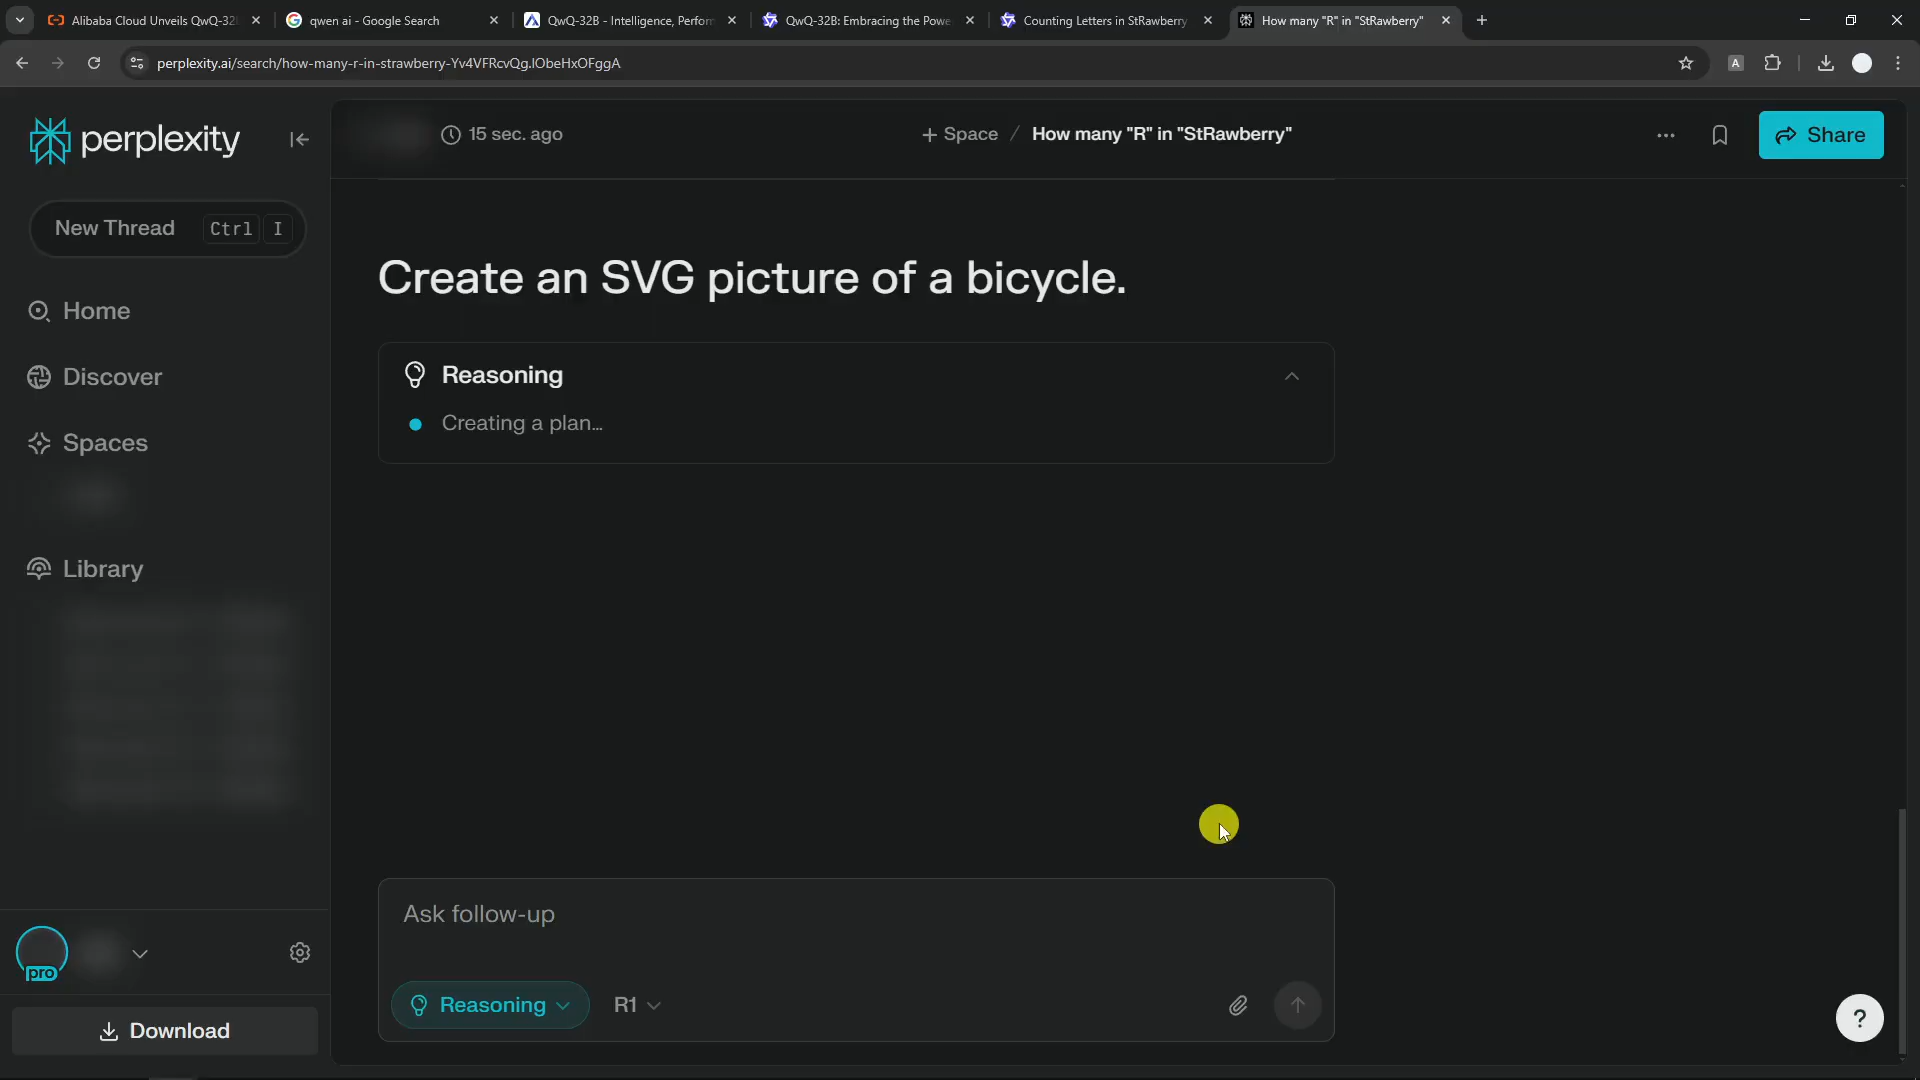 Alibaba Cloud Unveils QwQ-32
qwen ai - Google Search
QwQ-32B - Intelligence, Perfor
QwQ-32B: Embracing the Powe
Counting Letters in StRawberry
How many "R" in "StRawberry"
perplexity.ai/search/how-many-r-in-strawberry-Yv4VFRcvQg.IObeHxOFggA
A
perplexity
15 sec. ago
+ Space / How many "R" in "StRawberry"
Share
New Thread Ctrl I
Home
Discover
Spaces
Library
Create an SVG picture of a bicycle.
Reasoning
Creating a plan...
Ask follow-up
Reasoning
R1
pro
Download
?